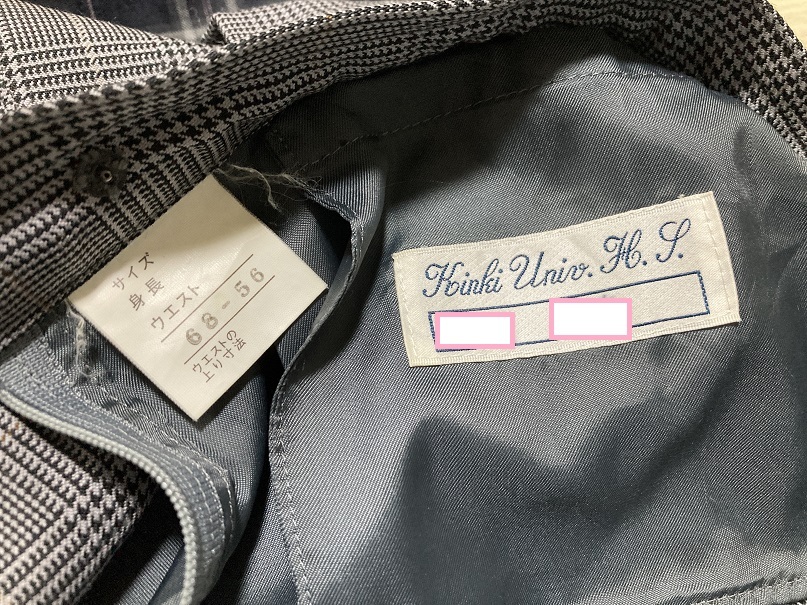 サイズ
身長
ウエスト
68-56
ウエストの
上り寸法
Kinki Univ. H. S.